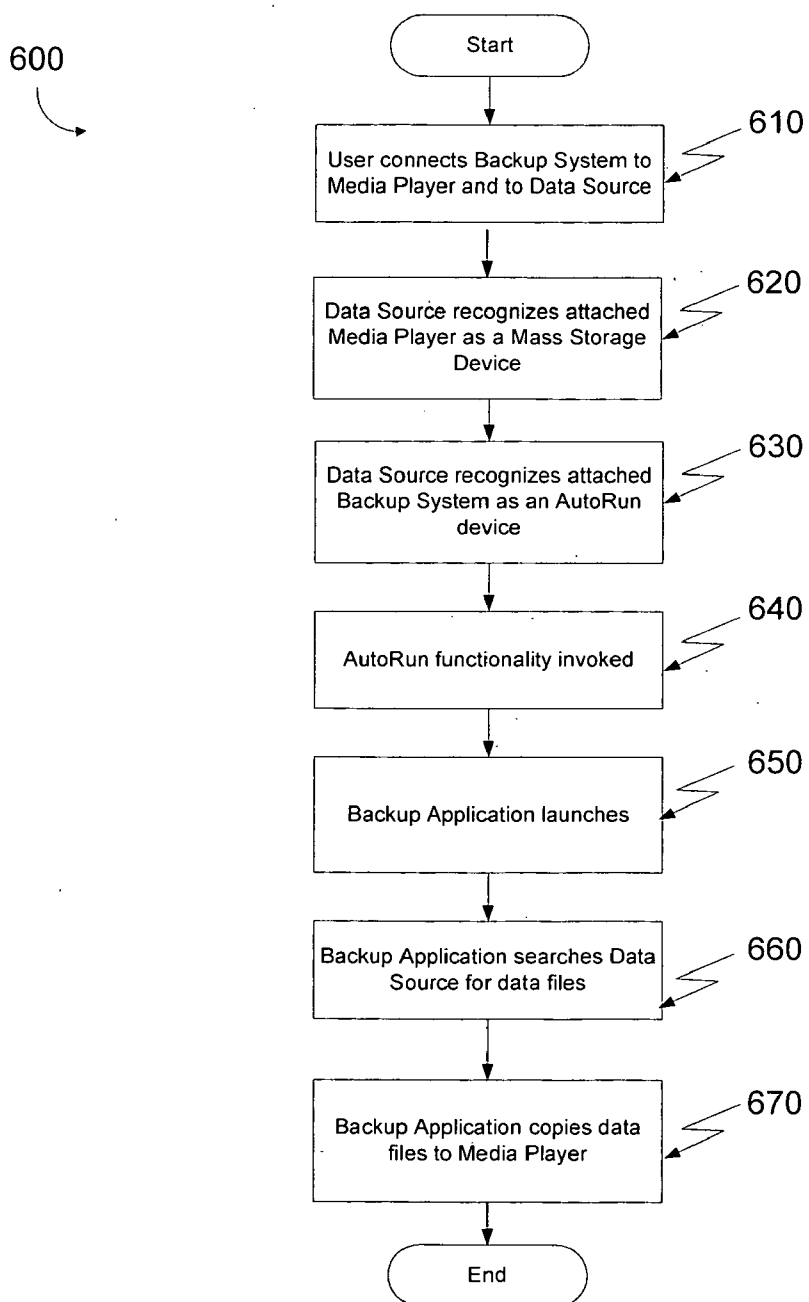 600
Start
610
User connects Backup System to
Media Player and to Data Source
620
Data Source recognizes attached
Media Player as a Mass Storage
Device
630
Data Source recognizes attached
Backup System as an AutoRun
device
640
AutoRun functionality invoked
650
Backup Application launches
660
Backup Application searches Data
Source for data files
670
Backup Application copies data
files to Media Player
End